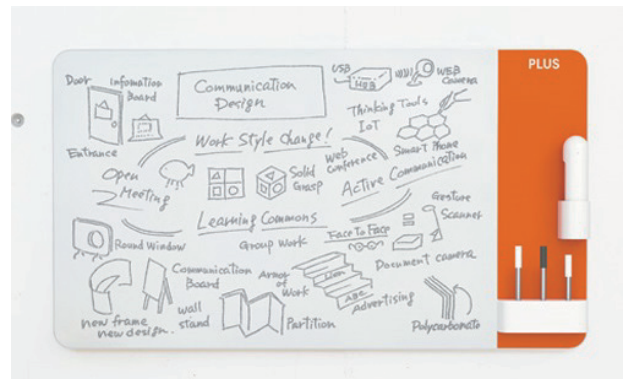 PLUS
Door
Infomation
Board
Entrance
Communication
Design
USB
HUB
WEB
Camera
Thinking Tools
IoT
Smart Phone
Work Style Change!
Web
Conference
Open
Meeting
Solid
Grasp
Active Communication
Learning Commons
Group Work
Face to Face
Gesture
Scanner
Document camera
Round Window
Communication
Board
Wall
stand
new frame
new design.
Partition
of
Work
ABC
Advertising
Polycarbonate